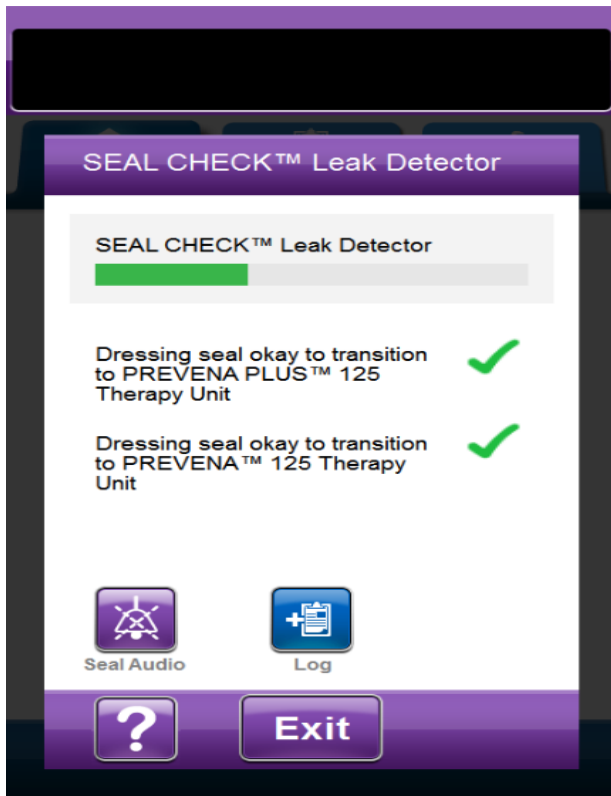 SEAL CHECK™ Leak Detector
SEAL CHECK™ Leak Detector
Dressing seal okay to transition
to PREVENA PLUS™ 125
Therapy Unit
Dressing seal okay to transition
to PREVENA™ 125 Therapy
Unit
Seal Audio
Log
?
Exit